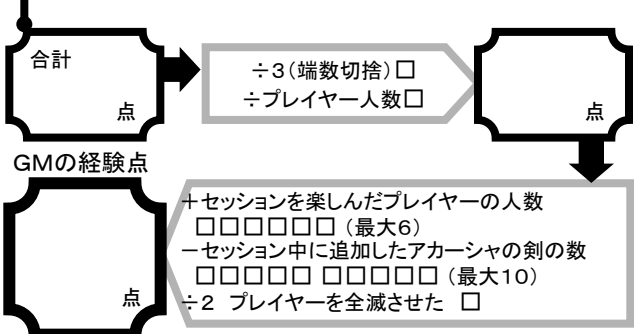 合計
点
÷3(端数切捨)□
÷プレイヤー人数□
点
GMの経験点
点
+セッションを楽しんだプレイヤーの人数
□□□□□□ (最大6)
-セッション中に追加したアカーシャの剣の数
□□□□□ □□□□□ (最大10)
÷2 プレイヤーを全滅させた □